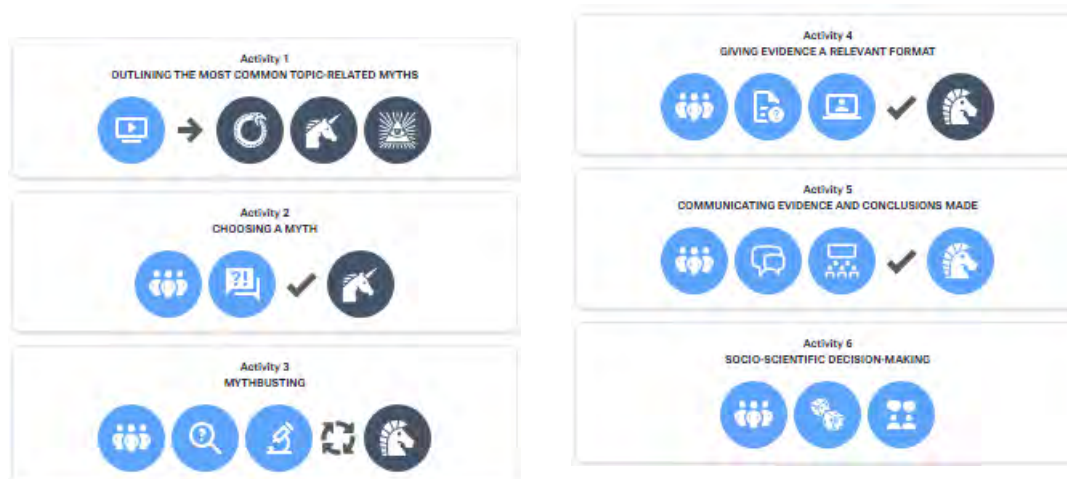 Activity 1
OUTLINING THE MOST COMMON TOPIC-RELATED MYTHS
Activity 2
CHOOSING A MYTH
?!
Activity 3
MYTHBUSTING
?
Activity 4
GIVING EVIDENCE A RELEVANT FORMAT
?
Activity 5
COMMUNICATING EVIDENCE AND CONCLUSIONS MADE
Activity 6
SOCIO-SCIENTIFIC DECISION-MAKING